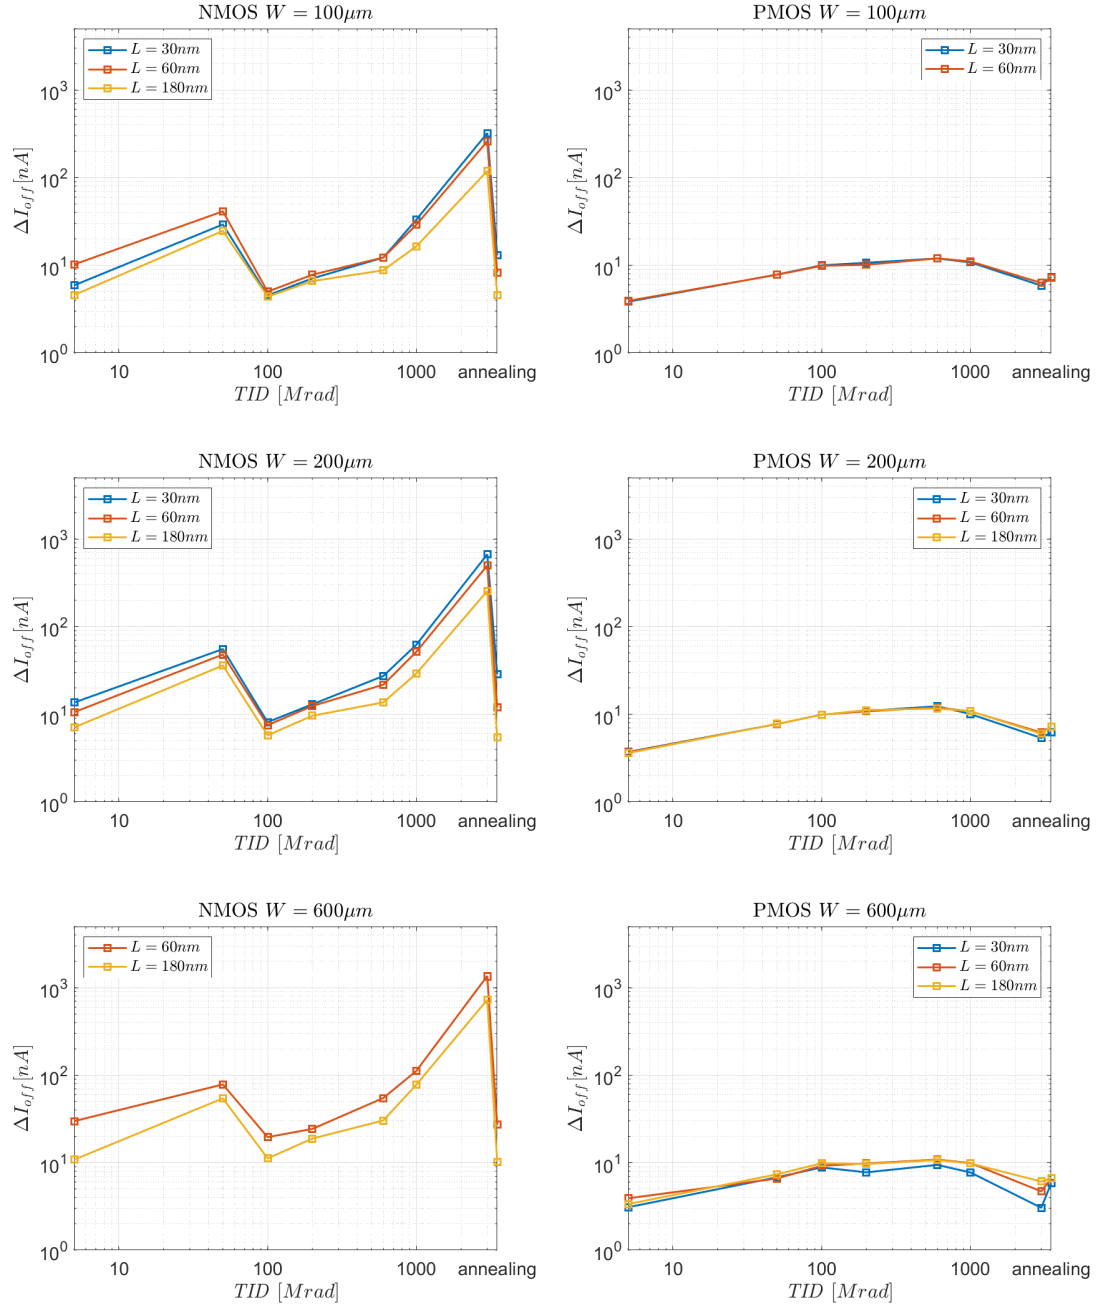 NMOS W = 100μm
L = 30nm
L = 60nm
L = 180nm
10^3
10^2
10^1
10^0
ΔI_off[nA]
10 100 1000 annealing
TID [Mrad]
PMOS W = 100μm
L = 30nm
L = 60nm
10^3
10^2
10^1
10^0
ΔI_off[nA]
10 100 1000 annealing
TID [Mrad]
NMOS W = 200μm
L = 30nm
L = 60nm
L = 180nm
10^3
10^2
10^1
10^0
ΔI_off[nA]
10 100 1000 annealing
TID [Mrad]
PMOS W = 200μm
L = 30nm
L = 60nm
L = 180nm
10^3
10^2
10^1
10^0
ΔI_off[nA]
10 100 1000 annealing
TID [Mrad]
NMOS W = 600μm
L = 60nm
L = 180nm
10^3
10^2
10^1
10^0
ΔI_off[nA]
10 100 1000 annealing
TID [Mrad]
PMOS W = 600μm
L = 30nm
L = 60nm
L = 180nm
10^3
10^2
10^1
10^0
ΔI_off[nA]
10 100 1000 annealing
TID [Mrad]